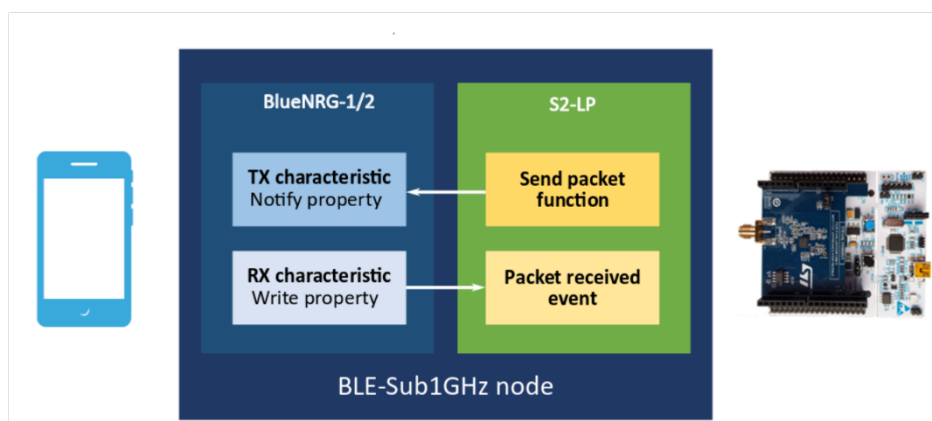 BlueNRG-1/2
S2-LP
TX characteristic
Notify property
Send packet
function
RX characteristic
Write property
Packet received
event
BLE-Sub1GHz node
ST